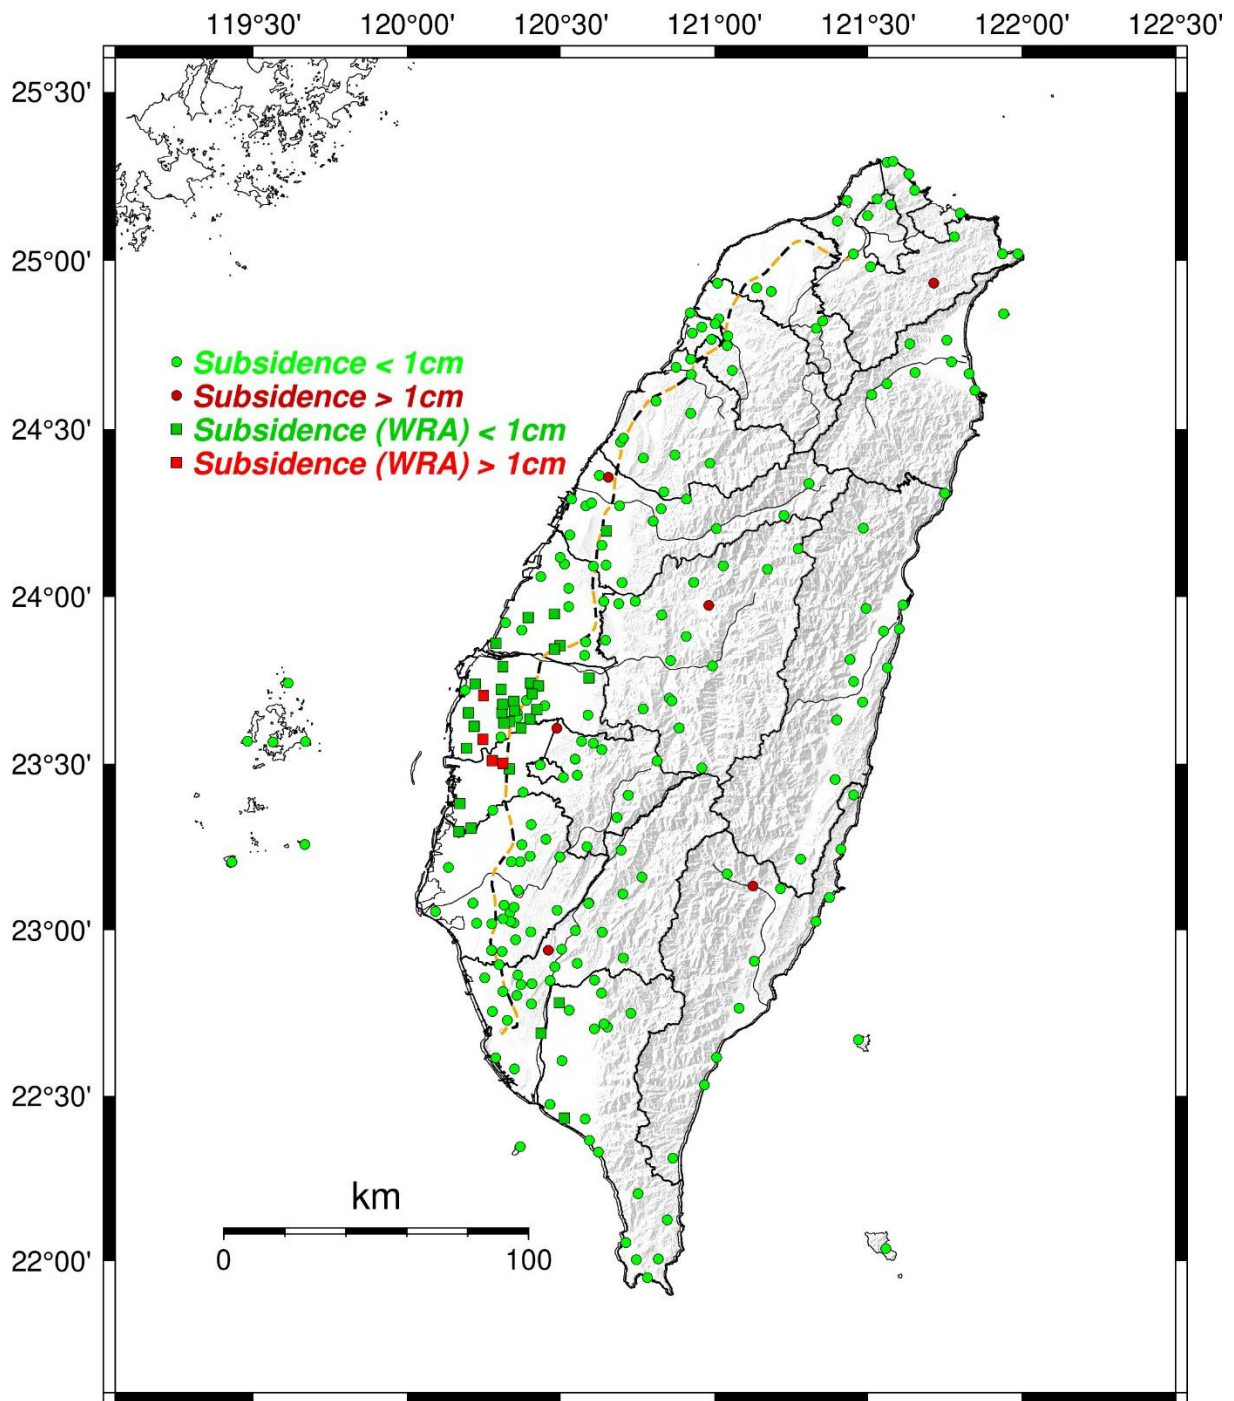 119°30' 120°00' 120°30' 121°00' 121°30' 122°00' 122°30'
25°30'
25°00'
Subsidence < 1cm
Subsidence > 1cm
24°30'
Subsidence (WRA) < 1cm
Subsidence (WRA) > 1cm
24°00'
23°30'
23°00'
22°30'
km
0 100
22°00'